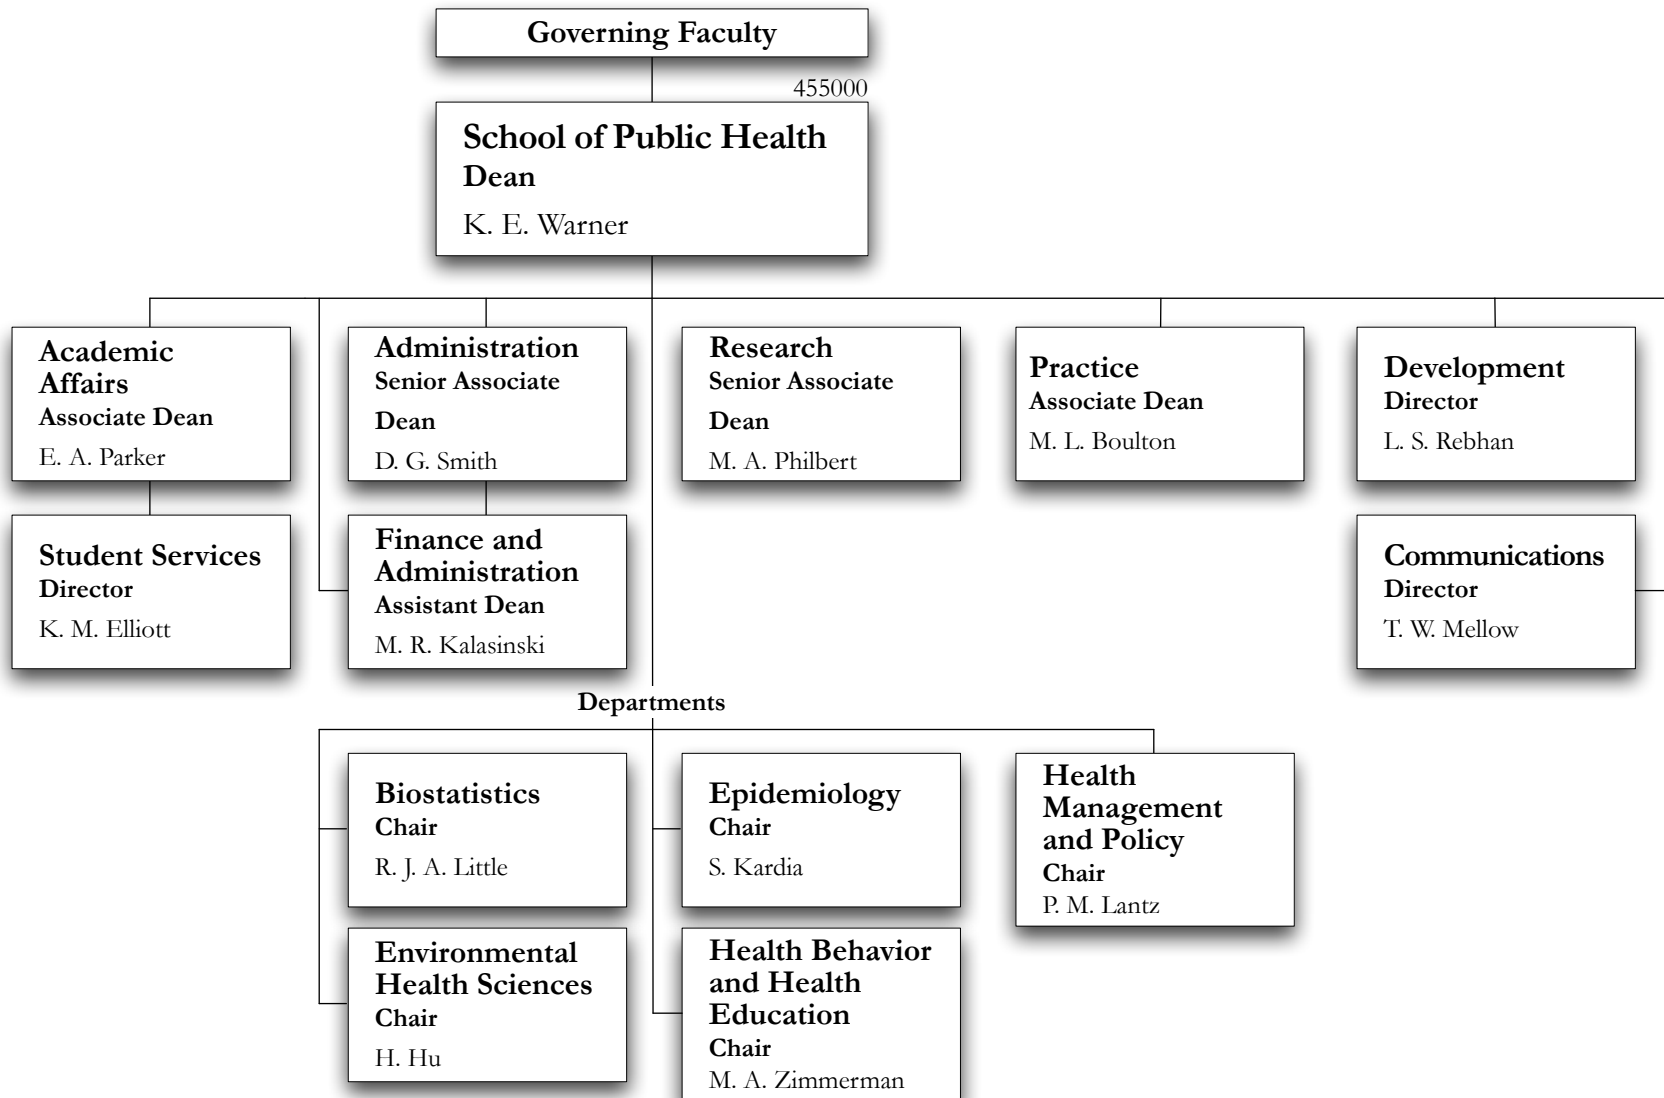 Governing Faculty
455000
School of Public Health
Dean
K. E. Warner
Academic
Affairs
Associate Dean
E. A. Parker
Administration
Senior Associate
Dean
D. G. Smith
Research
Senior Associate
Dean
M. A. Philbert
Practice
Associate Dean
M. L. Boulton
Development
Director
L. S. Rebhan
Student Services
Director
K. M. Elliott
Finance and
Administration
Assistant Dean
M. R. Kalasinski
Communications
Director
T. W. Mellow
Departments
Biostatistics
Chair
R. J. A. Little
Epidemiology
Chair
S. Kardia
Health
Management
and Policy
Chair
P. M. Lantz
Environmental
Health Sciences
Chair
H. Hu
Health Behavior
and Health
Education
Chair
M. A. Zimmerman